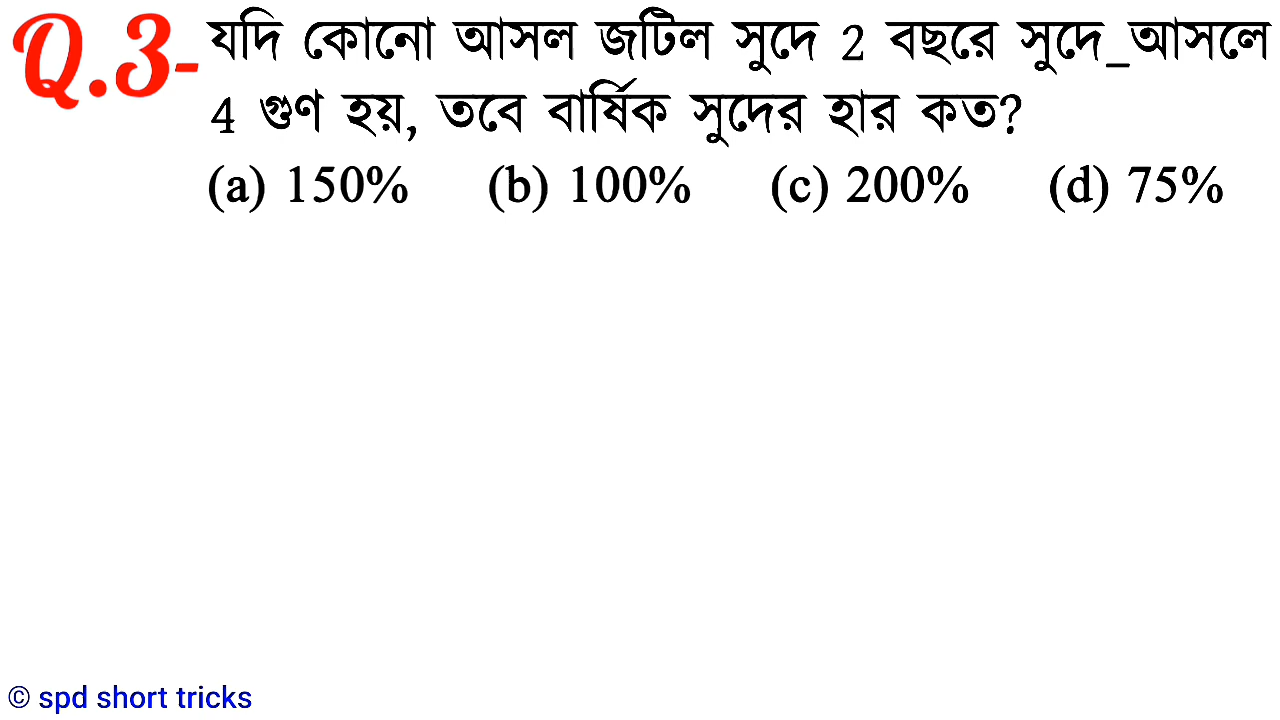 Q.3- যদি কোনো আসল জটিল সুদে 2 বছরে সুদে_আসলে
4 গুণ হয়, তবে বার্ষিক সুদের হার কত?
(a) 150% (b) 100% (c) 200% (d) 75%
© spd short tricks